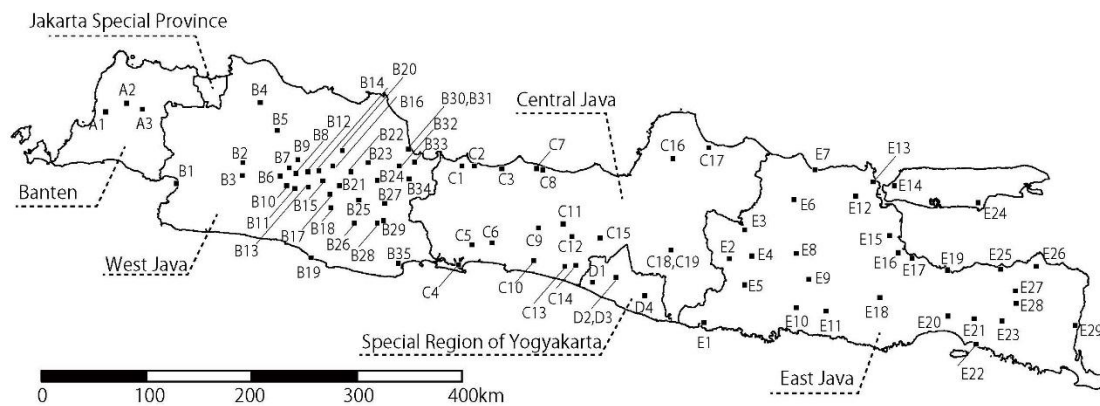 Jakarta Special Province
B14
B20
A2
B4
B12
B16
B30,B31
Central Java
A1
A3
B5
B9
B8
B22
B32
C16
C17
B2
B7
B23
B33
C7
E7
E13
Banten
B1
B3
B6
B21
B24
C1
C2
C3
C8
E14
B10
B15
B27
B34
E6
E12
E24
B11
B17
B18
B25
C11
E3
B13
B26
B29
C5
C6
C9
C12
C15
E2
E4
E8
E15
West Java
B19
B28
B35
C4
C10
D1
C18,C19
E5
E9
E16
E17
E19
E25
E26
C13
C14
D2,D3
D4
E27
E28
E10
E11
E18
E20
E21
E23
E29
Special Region of Yogyakarta
E1
E22
East Java
0
100
200
300
400km